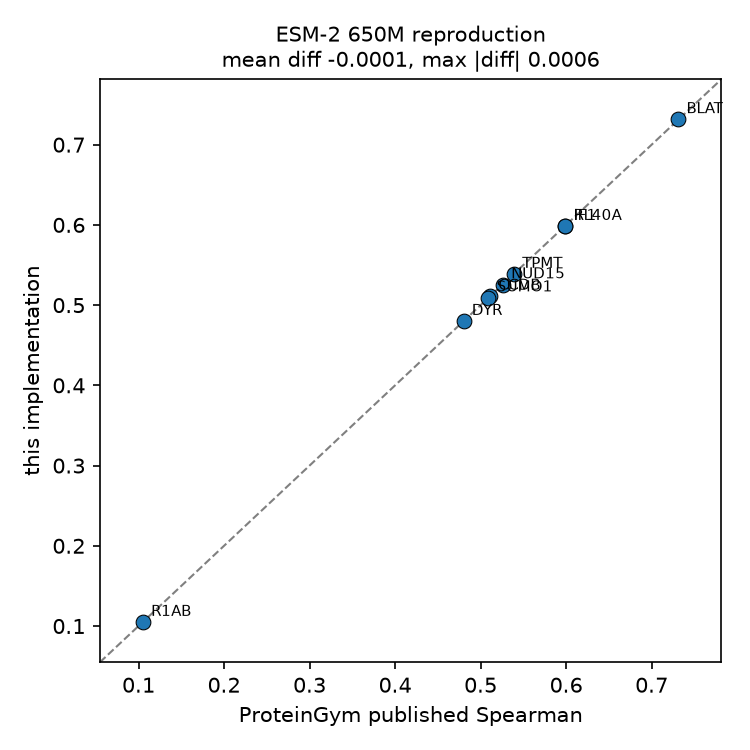 ESM-2 650M reproduction
mean diff -0.0001, max |diff| 0.0006
this implementation
0.7
0.6
0.5
0.4
0.3
0.2
0.1
BLAT
TPMT
NUD15
DYR
R1AB
0.1 0.2 0.3 0.4 0.5 0.6 0.7
ProteinGym published Spearman